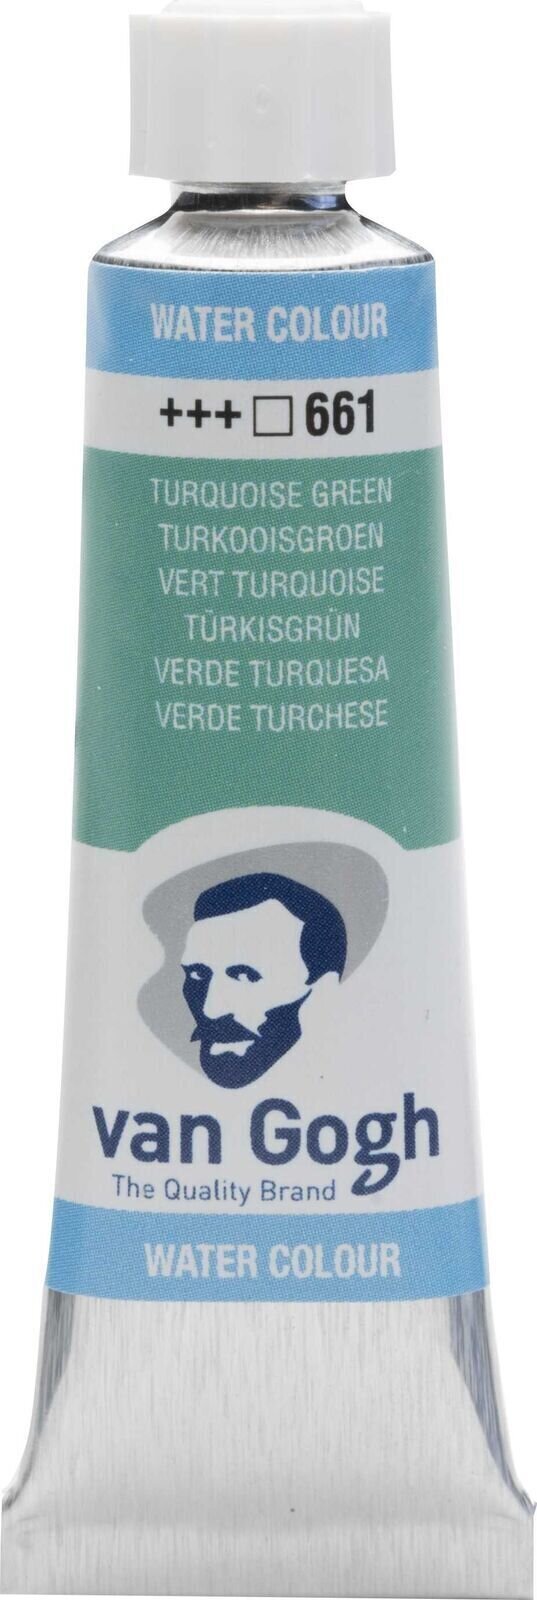 WATER COLOUR
+++ □ 661
TURQUOISE GREEN
TURKOOISGROEN
VERT TURQUOISE
TÜRKISGRÜN
VERDE TURQUESA
VERDE TURCHESE
van Gogh
The Quality Brand
WATER COLOUR